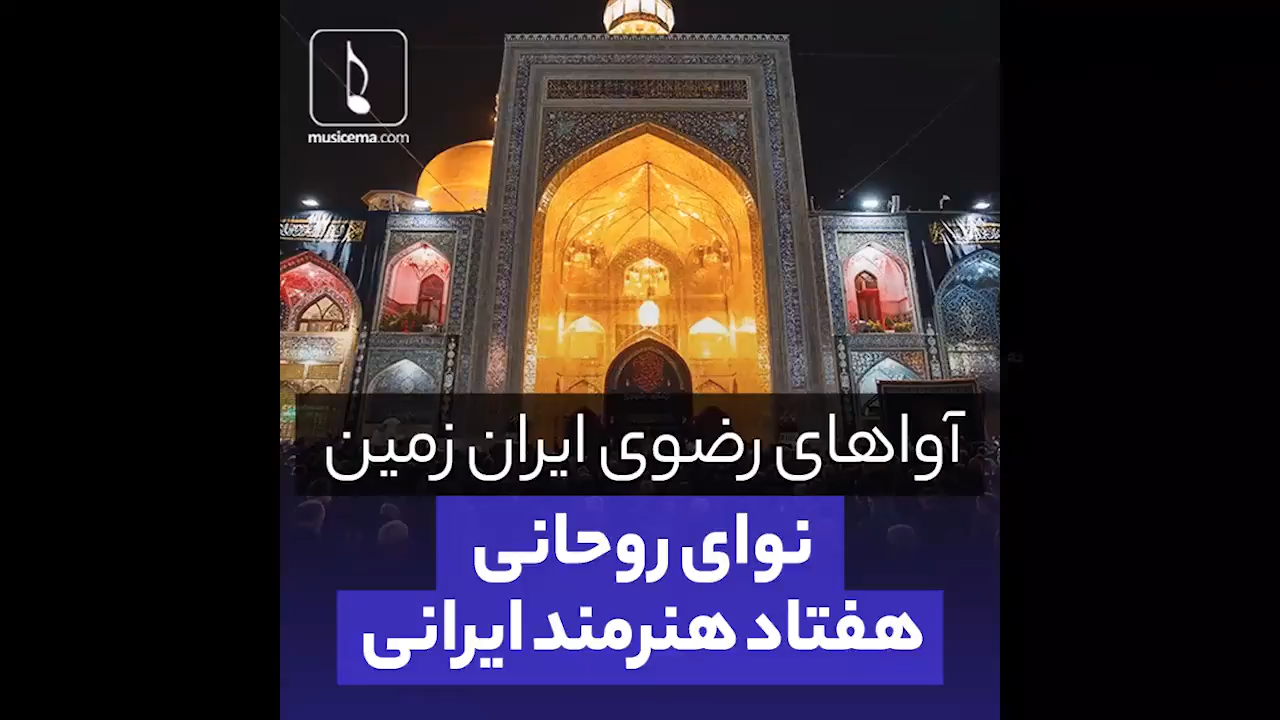 musicema.com
آواهای رضوی ایران زمین
نوای روحانی
هفتاد هنرمند ایرانی